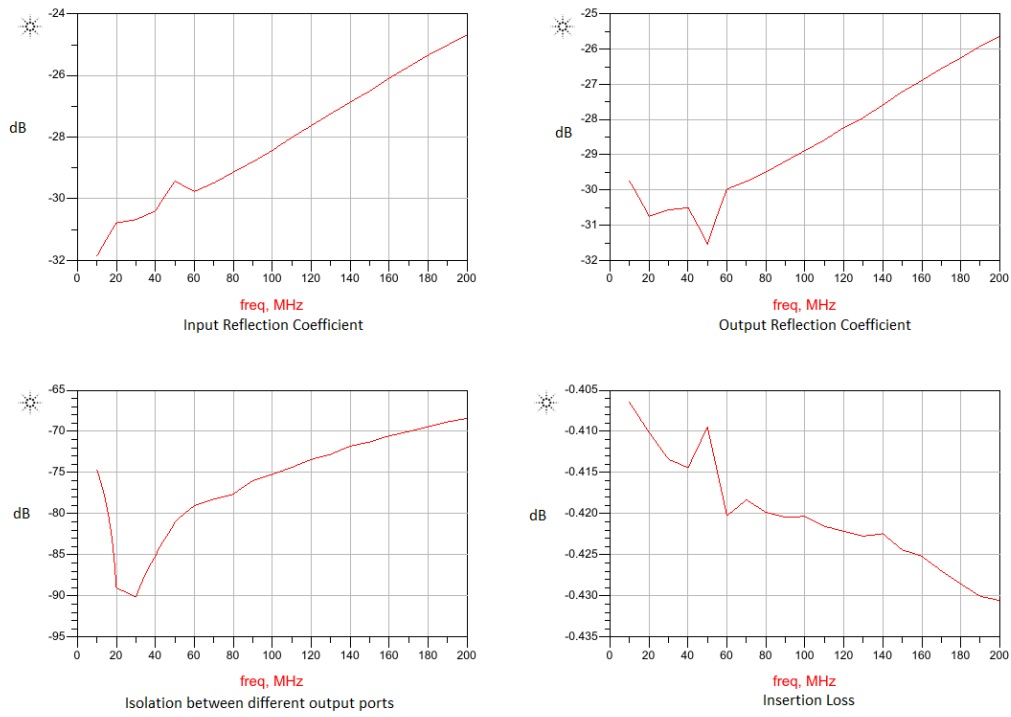 -24
-26
-28
-30
-32
dB
0 20 40 60 80 100 120 140 160 180 200
freq, MHz
Input Reflection Coefficient
-25
-26
-27
-28
-29
-30
-31
-32
dB
0 20 40 60 80 100 120 140 160 180 200
freq, MHz
Output Reflection Coefficient
-65
-70
-75
-80
-85
-90
-95
dB
0 20 40 60 80 100 120 140 160 180 200
freq, MHz
Isolation between different output ports
-0.405
-0.410
-0.415
-0.420
-0.425
-0.430
-0.435
dB
0 20 40 60 80 100 120 140 160 180 200
freq, MHz
Insertion Loss